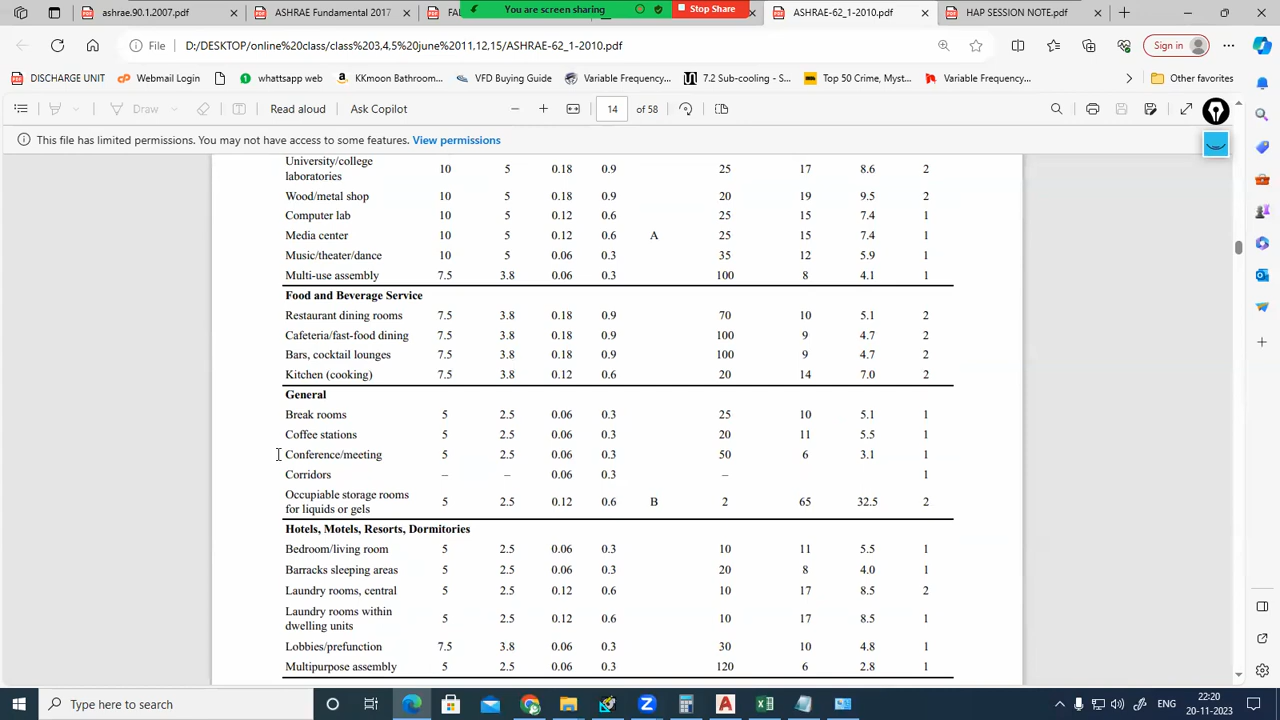 ashrae.90.1.2007.pdf
ASHRAE Fundamental 2017
You are screen sharing
Stop Share
ASHRAE-62_1-2010.pdf
HAP SESSION NOTE.pdf
File
D:/DESKTOP/online%20class/class%203,4,5%20june%2011,12,15/ASHRAE-62_1-2010.pdf
Sign in
DISCHARGE UNIT
Webmail Login
whattsapp web
KKmoon Bathroom...
VFD Buying Guide
Variable Frequency...
7.2 Sub-cooling - S...
Top 50 Crime, Myst...
Variable Frequency...
Other favorites
Draw
Read aloud
Ask Copilot
14 of 58
This file has limited permissions. You may not have access to some features. View permissions
University/college
laboratories 10 5 0.18 0.9 25 17 8.6 2
Wood/metal shop 10 5 0.18 0.9 20 19 9.5 2
Computer lab 10 5 0.12 0.6 25 15 7.4 1
Media center 10 5 0.12 0.6 A 25 15 7.4 1
Music/theater/dance 10 5 0.06 0.3 35 12 5.9 1
Multi-use assembly 7.5 3.8 0.06 0.3 100 8 4.1 1
Food and Beverage Service
Restaurant dining rooms 7.5 3.8 0.18 0.9 70 10 5.1 2
Cafeteria/fast-food dining 7.5 3.8 0.18 0.9 100 9 4.7 2
Bars, cocktail lounges 7.5 3.8 0.18 0.9 100 9 4.7 2
Kitchen (cooking) 7.5 3.8 0.12 0.6 20 14 7.0 2
General
Break rooms 5 2.5 0.06 0.3 25 10 5.1 1
Coffee stations 5 2.5 0.06 0.3 20 11 5.5 1
Conference/meeting 5 2.5 0.06 0.3 50 6 3.1 1
Corridors – – 0.06 0.3 – 1
Occupiable storage rooms
for liquids or gels 5 2.5 0.12 0.6 B 2 65 32.5 2
Hotels, Motels, Resorts, Dormitories
Bedroom/living room 5 2.5 0.06 0.3 10 11 5.5 1
Barracks sleeping areas 5 2.5 0.06 0.3 20 8 4.0 1
Laundry rooms, central 5 2.5 0.12 0.6 10 17 8.5 2
Laundry rooms within
dwelling units 5 2.5 0.12 0.6 10 17 8.5 1
Lobbies/prefunction 7.5 3.8 0.06 0.3 30 10 4.8 1
Multipurpose assembly 5 2.5 0.06 0.3 120 6 2.8 1
Type here to search
ENG
22:20
20-11-2023